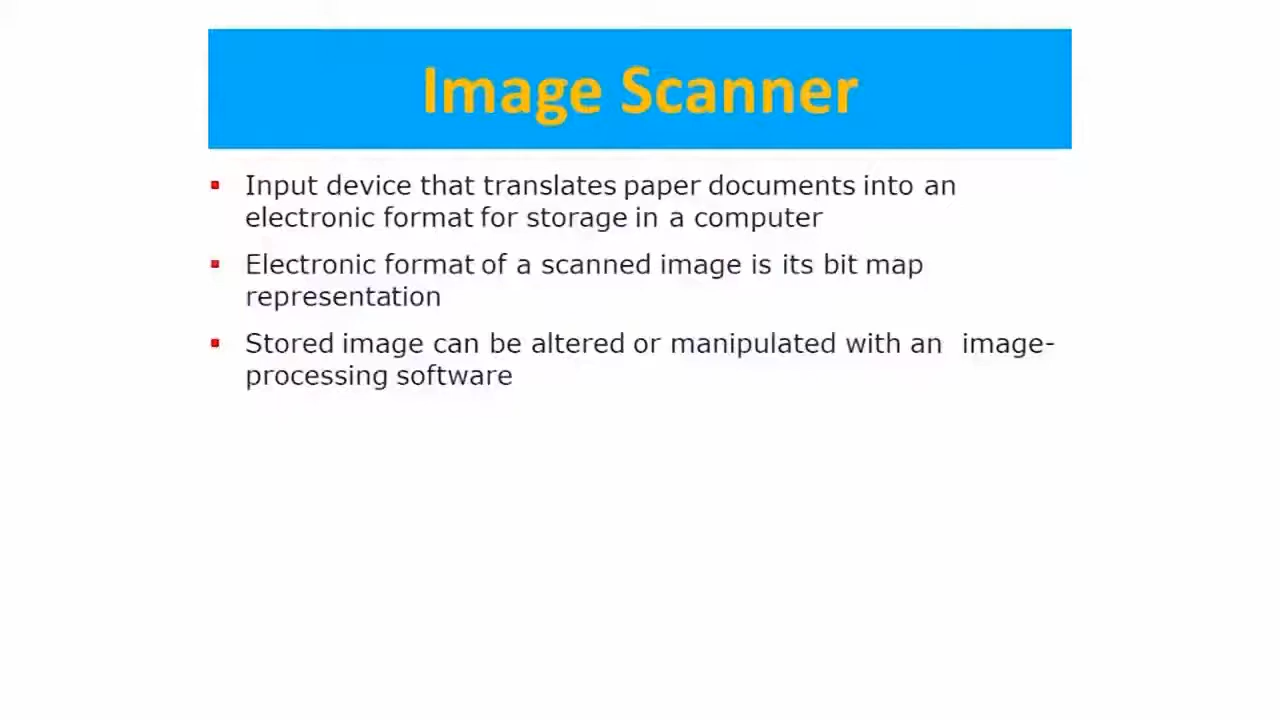 Image Scanner
▪ Input device that translates paper documents into an
electronic format for storage in a computer
▪ Electronic format of a scanned image is its bit map
representation
▪ Stored image can be altered or manipulated with an  image-
processing software